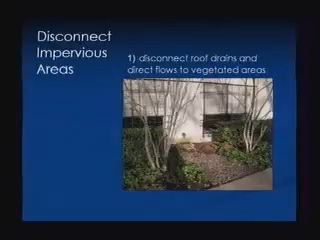 Disconnect
Impervious
Areas
1) disconnect roof drains and
direct flows to vegetated areas